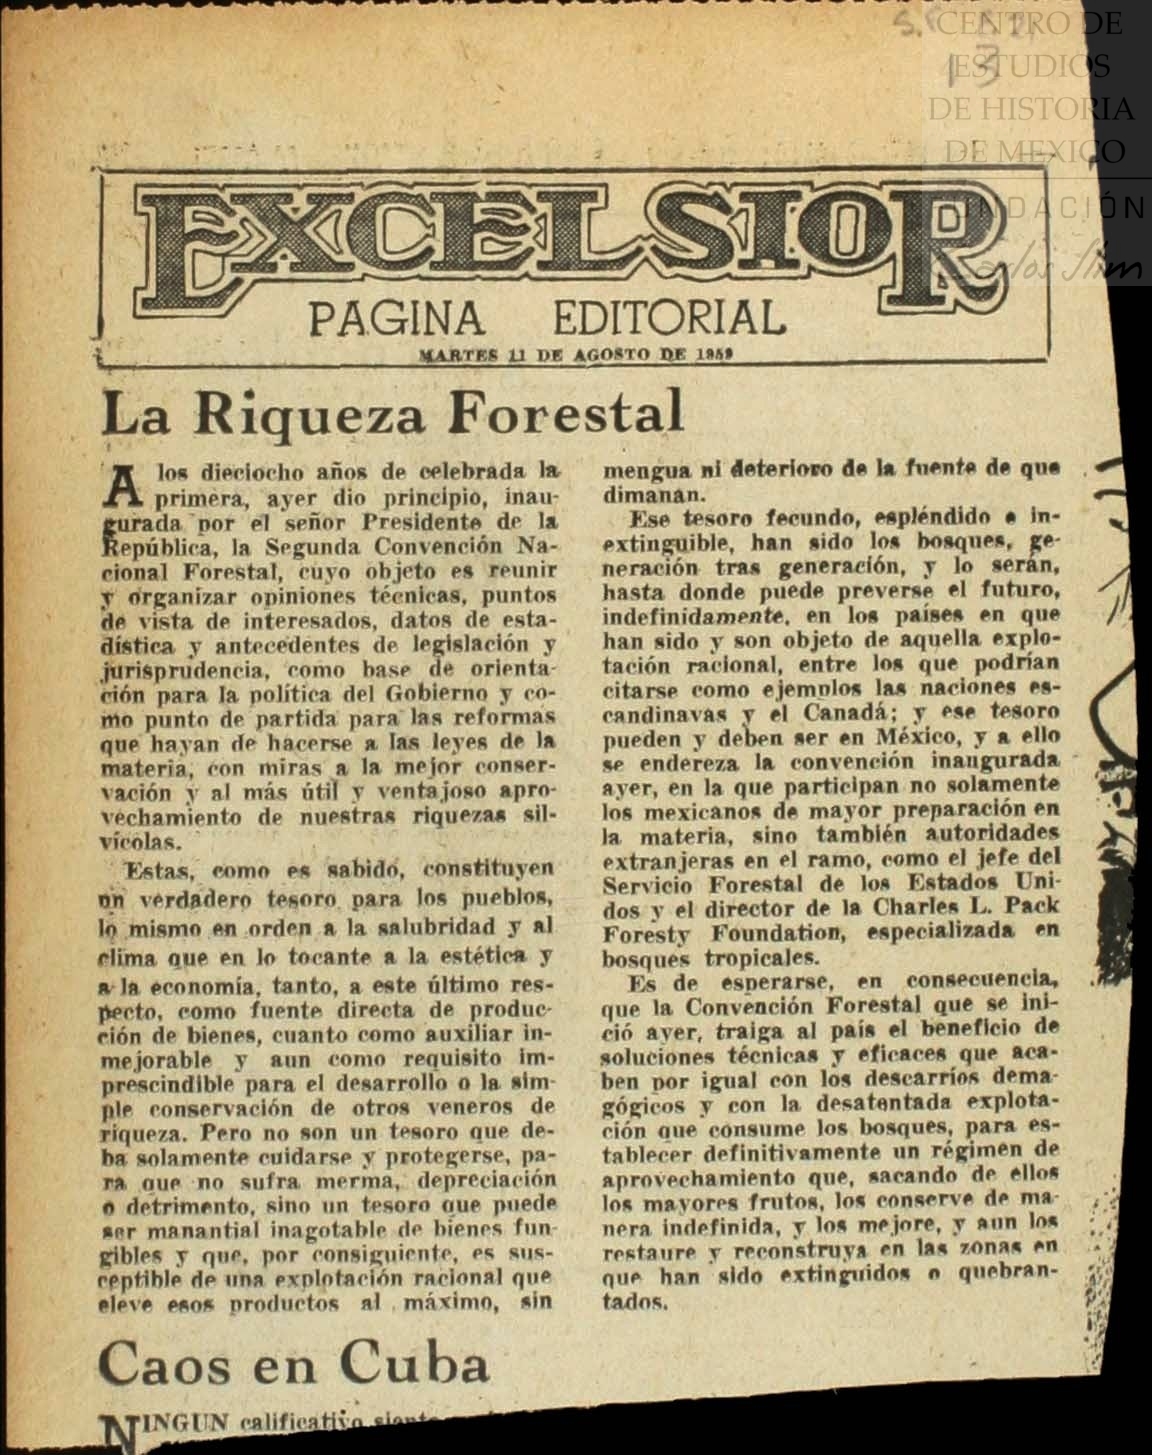 CENTRO DE
ESTUDIOS
DE HISTORIA
DE MEXICO
FUNDACIÓN
Carlos Slim
13
EXCELSIOR
PAGINA EDITORIAL
MARTES 11 DE AGOSTO DE 1959
La Riqueza Forestal
A los dieciocho años de celebrada la
primera, ayer dio principio, inau-
gurada por el señor Presidente de la
República, la Segunda Convención Na-
cional Forestal, cuyo objeto es reunir
y organizar opiniones técnicas, puntos
de vista de interesados, datos de esta-
dística y antecedentes de legislación y
jurisprudencia, como base de orienta-
ción para la política del Gobierno y co-
mo punto de partida para las reformas
que hayan de hacerse a las leyes de la
materia, con miras a la mejor conser-
vación y al más útil y ventajoso apro-
vechamiento de nuestras riquezas sil-
vícolas.
Estas, como es sabido, constituyen
un verdadero tesoro para los pueblos,
lo mismo en orden a la salubridad y al
clima que en lo tocante a la estética y
a la economía, tanto, a este último res-
pecto, como fuente directa de produc-
ción de bienes, cuanto como auxiliar in-
mejorable y aun como requisito im-
prescindible para el desarrollo o la sim-
ple conservación de otros veneros de
riqueza. Pero no son un tesoro que de-
ba solamente cuidarse y protegerse, pa-
ra que no sufra merma, depreciación
o detrimento, sino un tesoro que puede
ser manantial inagotable de bienes fun-
gibles y que, por consiguiente, es sus-
ceptible de una explotación racional que
eleve esos productos al máximo, sin
mengua ni deterioro de la fuente de que
dimanan.
Ese tesoro fecundo, espléndido e in-
extinguible, han sido los bosques, ge-
neración tras generación, y lo serán,
hasta donde puede preverse el futuro,
indefinidamente, en los países en que
han sido y son objeto de aquella explo-
tación racional, entre los que podrían
citarse como ejemplos las naciones es-
candinavas y el Canadá; y ese tesoro
pueden y deben ser en México, y a ello
se endereza la convención inaugurada
ayer, en la que participan no solamente
los mexicanos de mayor preparación en
la materia, sino también autoridades
extranjeras en el ramo, como el jefe del
Servicio Forestal de los Estados Uni-
dos y el director de la Charles L. Pack
Foresty Foundation, especializada en
bosques tropicales.
Es de esperarse, en consecuencia,
que la Convención Forestal que se ini-
ció ayer, traiga al país el beneficio de
soluciones técnicas y eficaces que aca-
ben por igual con los descarríos dema-
gógicos y con la desatentada explota-
ción que consume los bosques, para es-
tablecer definitivamente un régimen de
aprovechamiento que, sacando de ellos
los mayores frutos, los conserve de ma-
nera indefinida, y los mejore, y aun los
restaure y reconstruya en las zonas en
que han sido extinguidos o quebran-
tados.
Caos en Cuba
NINGUN calificativo